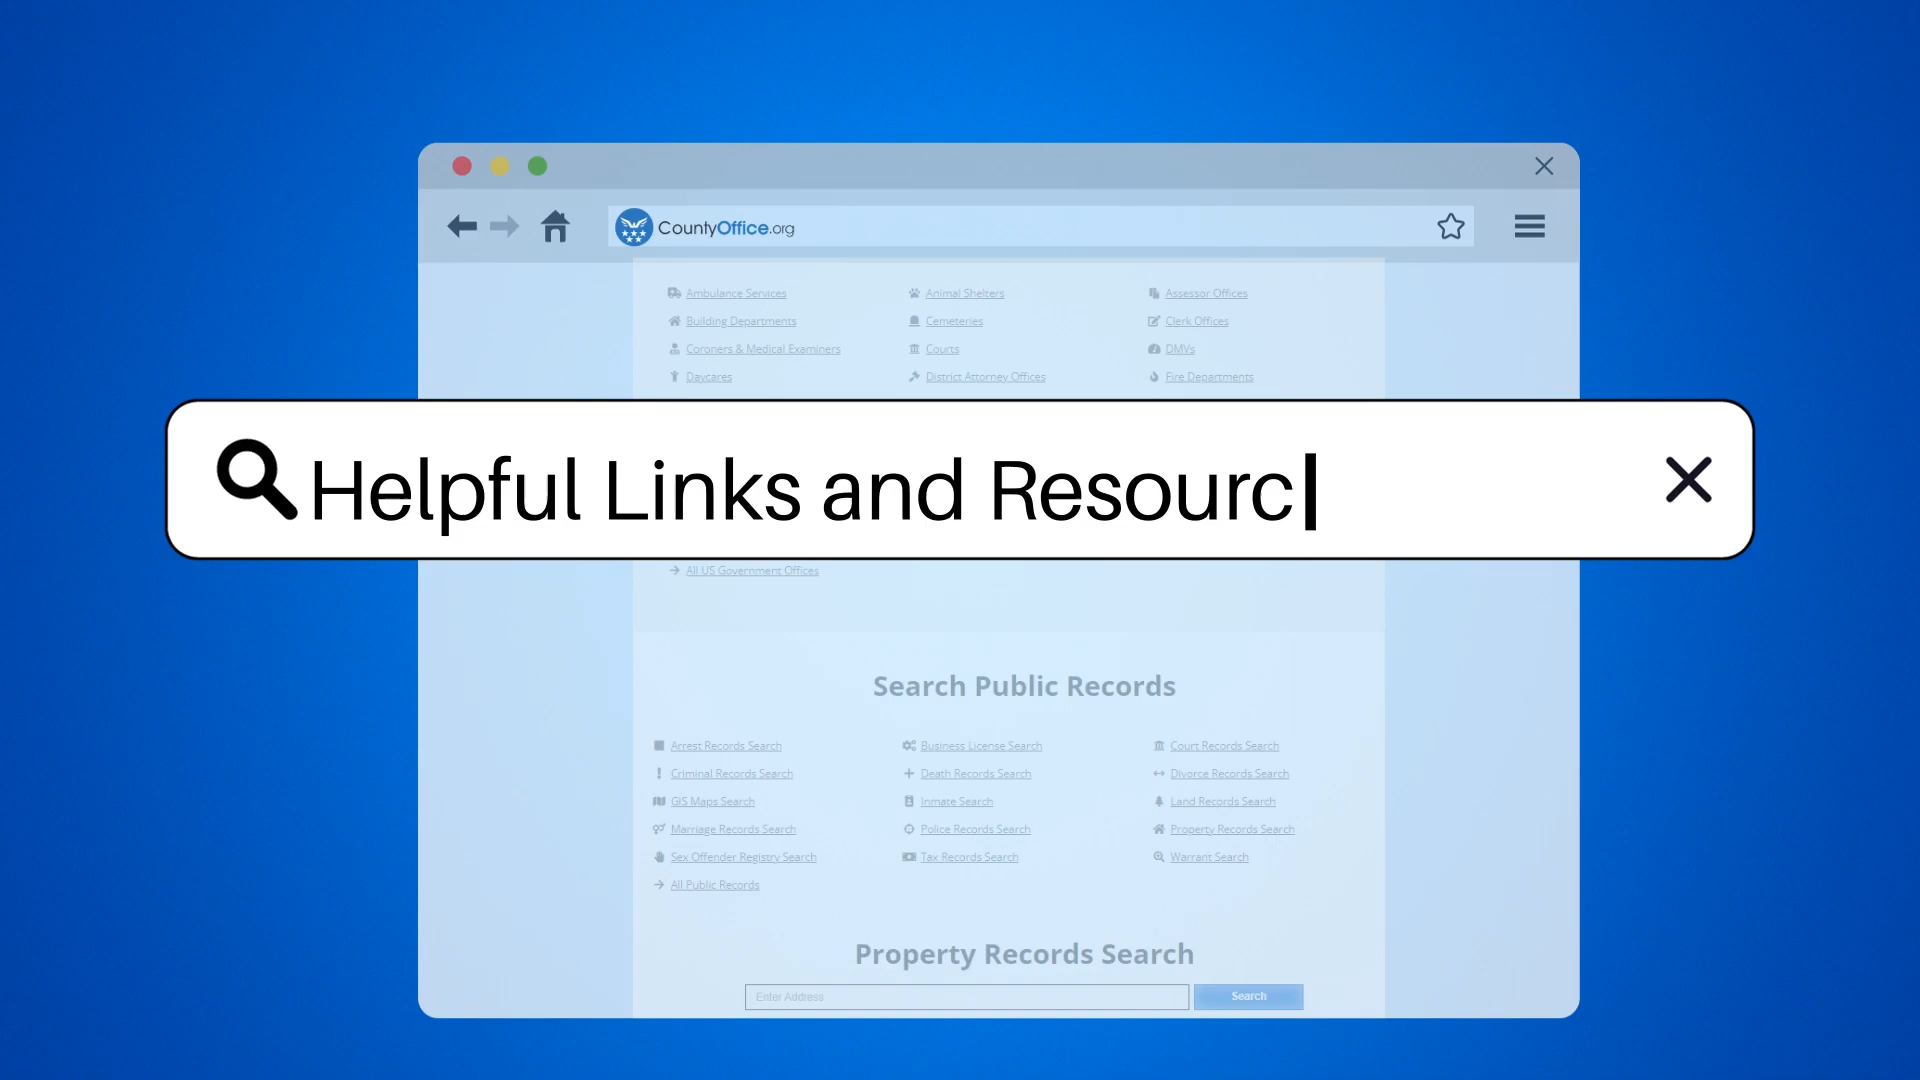 CountyOffice.org
Ambulance Services Animal Shelters Assessor Offices
Building Departments Cemeteries Clerk Offices
Coroners & Medical Examiners Courts DMVs
Daycares District Attorney Offices Fire Departments
Helpful Links and Resourc
All US Government Offices
Search Public Records
Arrest Records Search Business License Search Court Records Search
Criminal Records Search Death Records Search Divorce Records Search
GIS Maps Search Inmate Search Land Records Search
Marriage Records Search Police Records Search Property Records Search
Sex Offender Registry Search Tax Records Search Warrant Search
All Public Records
Property Records Search
Enter Address Search